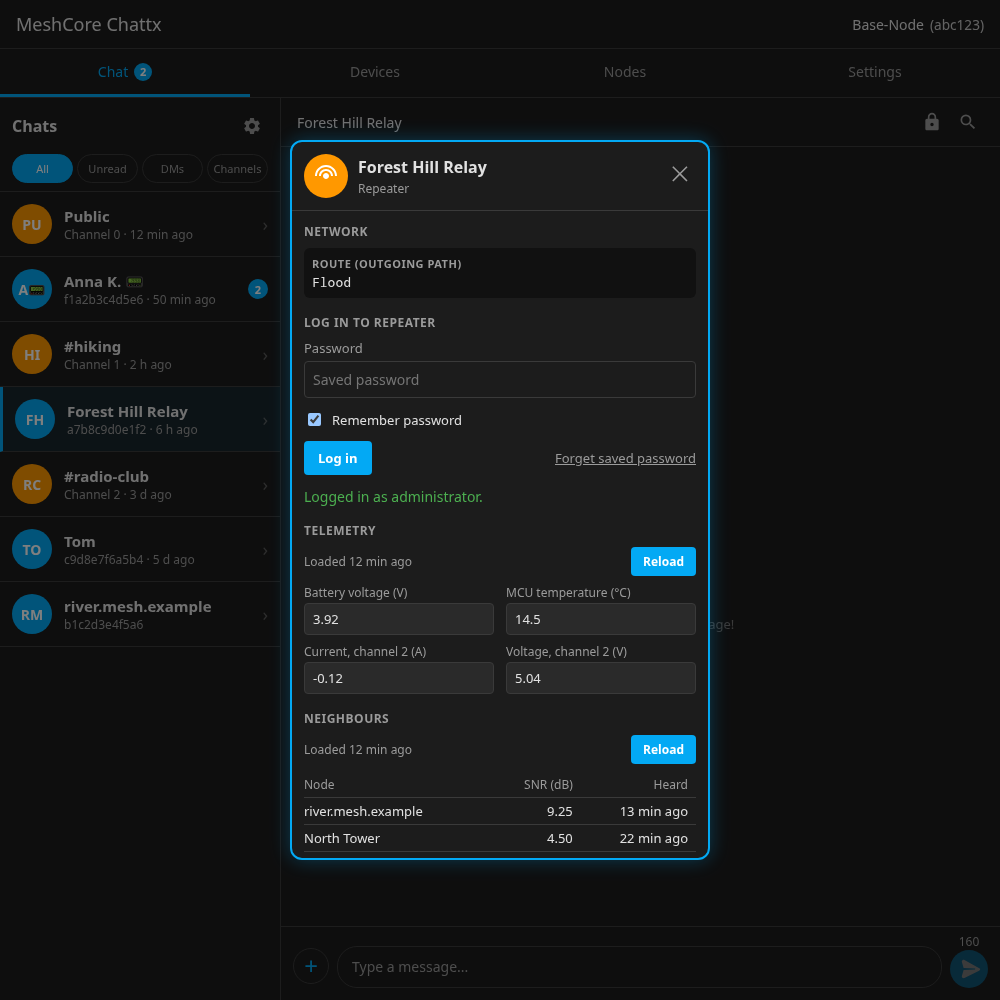 MeshCore Chattx
Base-Node (abc123)
Chat 2
Devices
Nodes
Settings
Chats
All
Unread
DMs
Channels
PU
Public
Channel 0 · 12 min ago
A📟
Anna K. 📟
f1a2b3c4d5e6 · 50 min ago
2
HI
#hiking
Channel 1 · 2 h ago
FH
Forest Hill Relay
a7b8c9d0e1f2 · 6 h ago
RC
#radio-club
Channel 2 · 3 d ago
TO
Tom
c9d8e7f6a5b4 · 5 d ago
RM
river.mesh.example
b1c2d3e4f5a6
Forest Hill Relay
Forest Hill Relay
Repeater
NETWORK
ROUTE (OUTGOING PATH)
Flood
LOG IN TO REPEATER
Password
Saved password
Remember password
Log in
Forget saved password
Logged in as administrator.
TELEMETRY
Loaded 12 min ago
Reload
Battery voltage (V)
MCU temperature (°C)
3.92
14.5
Current, channel 2 (A)
Voltage, channel 2 (V)
-0.12
5.04
NEIGHBOURS
Loaded 12 min ago
Reload
Node SNR (dB) Heard
river.mesh.example 9.25 13 min ago
North Tower 4.50 22 min ago
160
Type a message...